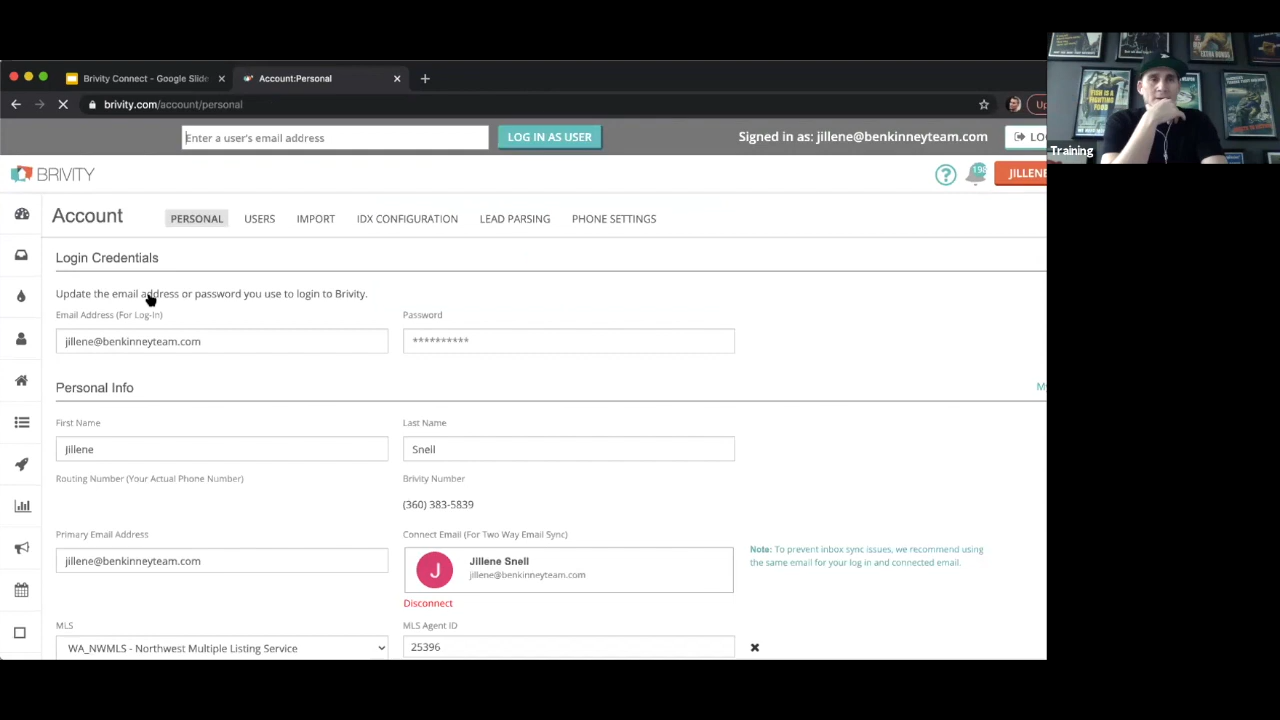 Brivity Connect - Google Slide
Account:Personal
brivity.com/account/personal
Enter a user's email address
LOG IN AS USER
Signed in as: jillene@benkinneyteam.com
BRIVITY
198
JILLENE
Training
Account
PERSONAL
USERS
IMPORT
IDX CONFIGURATION
LEAD PARSING
PHONE SETTINGS
Login Credentials
Update the email address or password you use to login to Brivity.
Email Address (For Log-In)
Password
jillene@benkinneyteam.com
**********
Personal Info
First Name
Last Name
Jillene
Snell
Routing Number (Your Actual Phone Number)
Brivity Number
(360) 383-5839
Primary Email Address
Connect Email (For Two Way Email Sync)
jillene@benkinneyteam.com
J
Jillene Snell
jillene@benkinneyteam.com
Note: To prevent inbox sync issues, we recommend using
the same email for your log in and connected email.
Disconnect
MLS
MLS Agent ID
WA_NWMLS - Northwest Multiple Listing Service
25396